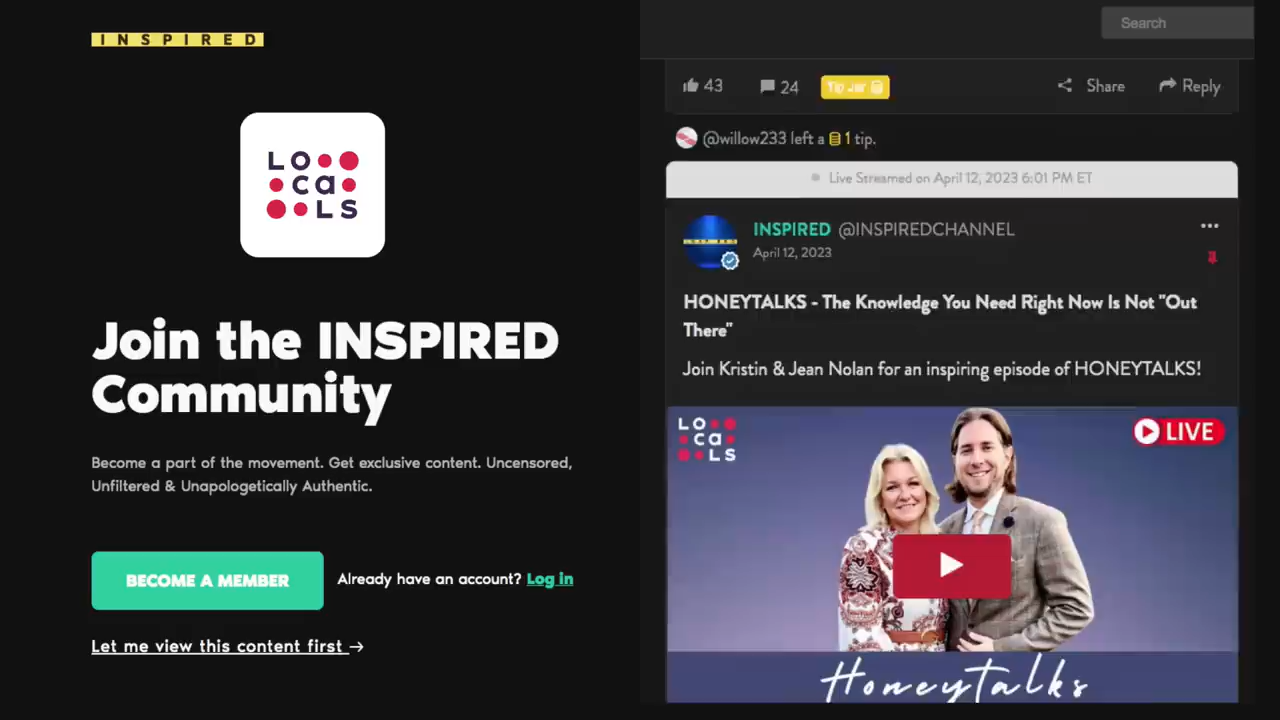 INSPIRED
LO
ca
LS
Join the INSPIRED
Community
Become a part of the movement. Get exclusive content. Uncensored,
Unfiltered & Unapologetically Authentic.
BECOME A MEMBER
Already have an account? Log in
Let me view this content first →
Search
43
24
Tip Jar
Share
Reply
@willow233 left a 1 tip.
Live Streamed on April 12, 2023 6:01 PM ET
INSPIRED @INSPIREDCHANNEL
April 12, 2023
HONEYTALKS - The Knowledge You Need Right Now Is Not "Out
There"
Join Kristin & Jean Nolan for an inspiring episode of HONEYTALKS!
LO
ca
LS
LIVE
Honeytalks